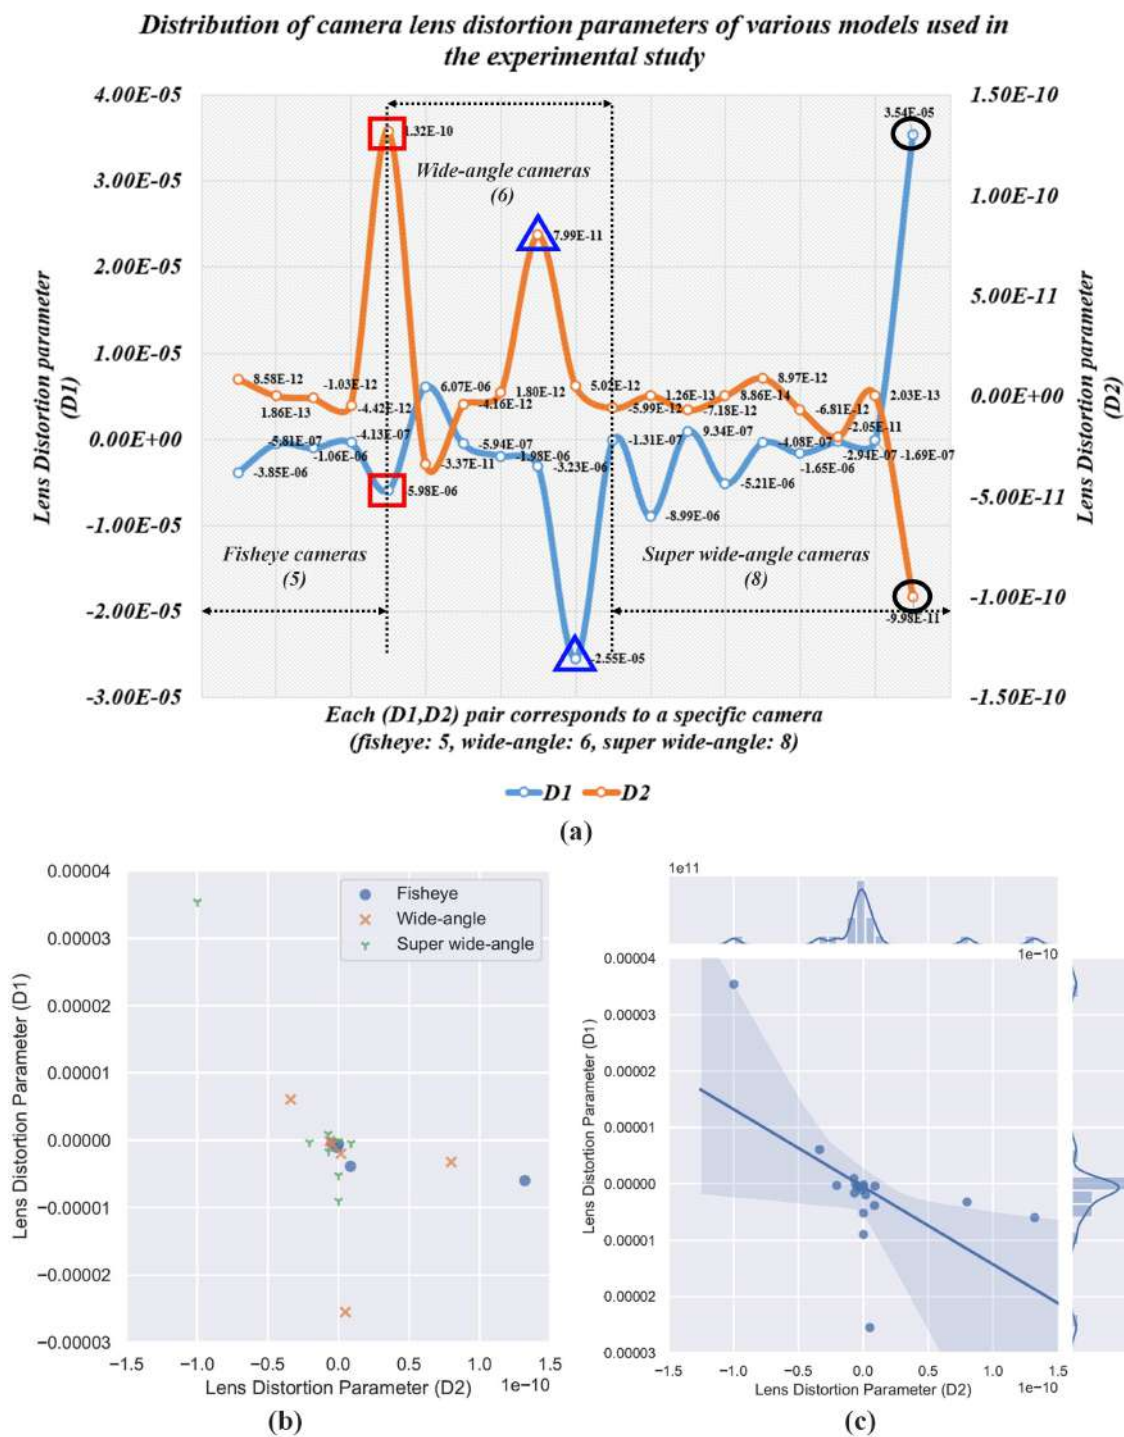 Distribution of camera lens distortion parameters of various models used in
the experimental study
4.00E-05
3.00E-05
2.00E-05
1.00E-05
0.00E+00
-1.00E-05
-2.00E-05
-3.00E-05
Lens Distortion parameter
(D1)
1.50E-10
1.00E-10
5.00E-11
0.00E+00
-5.00E-11
-1.00E-10
-1.50E-10
Lens Distortion parameter
(D2)
1.32E-10
3.54E-05
Wide-angle cameras
(6)
7.99E-11
8.58E-12
1.86E-13
-1.03E-12
-4.42E-12
6.07E-06
-4.16E-12
1.80E-12
5.02E-12
-5.99E-12
1.26E-13
-7.18E-12
8.86E-14
8.97E-12
-6.81E-12
-2.05E-11
2.03E-13
-3.85E-06
-5.81E-07
-1.06E-06
-4.13E-07
5.98E-06
-3.37E-11
-5.94E-07
-1.98E-06
-3.23E-06
-1.31E-07
-8.99E-06
9.34E-07
-5.21E-06
-4.08E-07
-1.65E-06
-2.94E-07
-1.69E-07
Fisheye cameras
(5)
Super wide-angle cameras
(8)
-2.55E-05
-9.98E-11
Each (D1,D2) pair corresponds to a specific camera
(fisheye: 5, wide-angle: 6, super wide-angle: 8)
D1 D2
(a)
0.00004
0.00003
0.00002
0.00001
0.00000
−0.00001
−0.00002
−0.00003
Lens Distortion Parameter (D1)
Fisheye
Wide-angle
Super wide-angle
−1.5 −1.0 −0.5 0.0 0.5 1.0 1.5
Lens Distortion Parameter (D2)
1e−10
(b)
1e11
1e−10
0.00004
0.00003
0.00002
0.00001
0.00000
0.00001
0.00002
0.00003
Lens Distortion Parameter (D1)
−1.5 −1.0 −0.5 0.0 0.5 1.0 1.5
Lens Distortion Parameter (D2)
1e−10
(c)